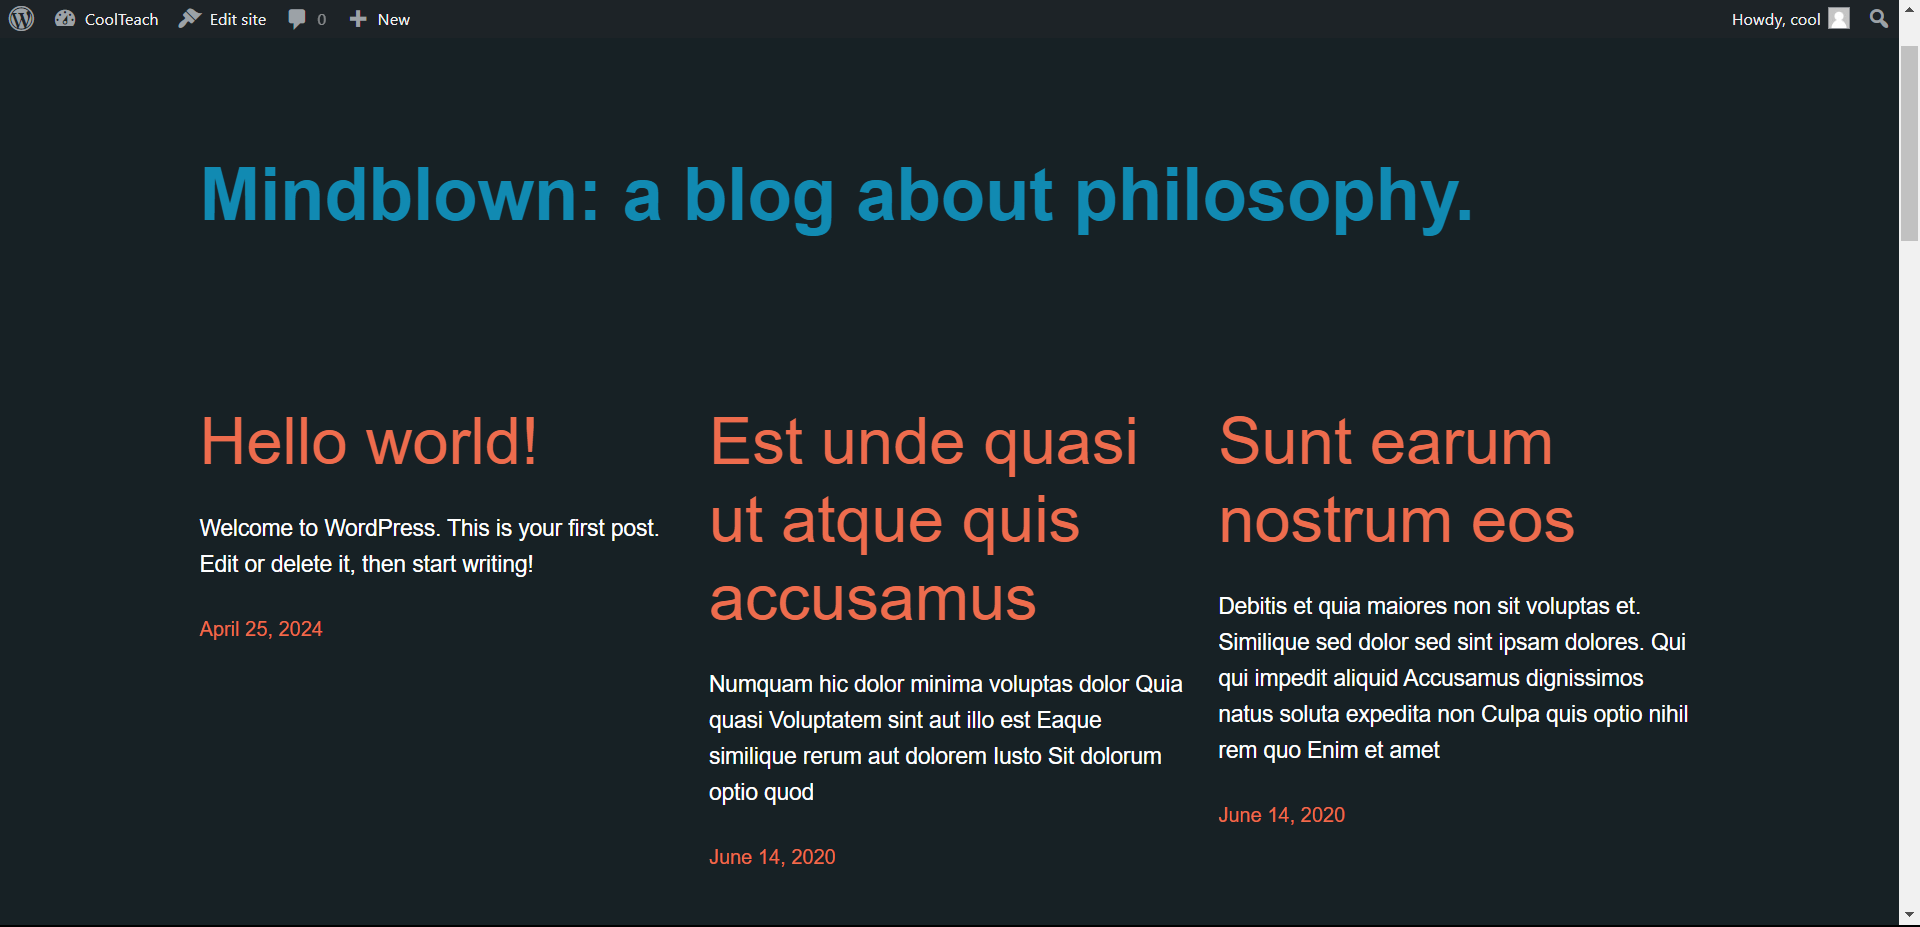 CoolTeach Edit site 0 New Howdy, cool
Mindblown: a blog about philosophy.
Hello world!
Welcome to WordPress. This is your first post.
Edit or delete it, then start writing!
April 25, 2024
Est unde quasi
ut atque quis
accusamus
Numquam hic dolor minima voluptas dolor Quia
quasi Voluptatem sint aut illo est Eaque
similique rerum aut dolorem Iusto Sit dolorum
optio quod
June 14, 2020
Sunt earum
nostrum eos
Debitis et quia maiores non sit voluptas et.
Similique sed dolor sed sint ipsam dolores. Qui
qui impedit aliquid Accusamus dignissimos
natus soluta expedita non Culpa quis optio nihil
rem quo Enim et amet
June 14, 2020